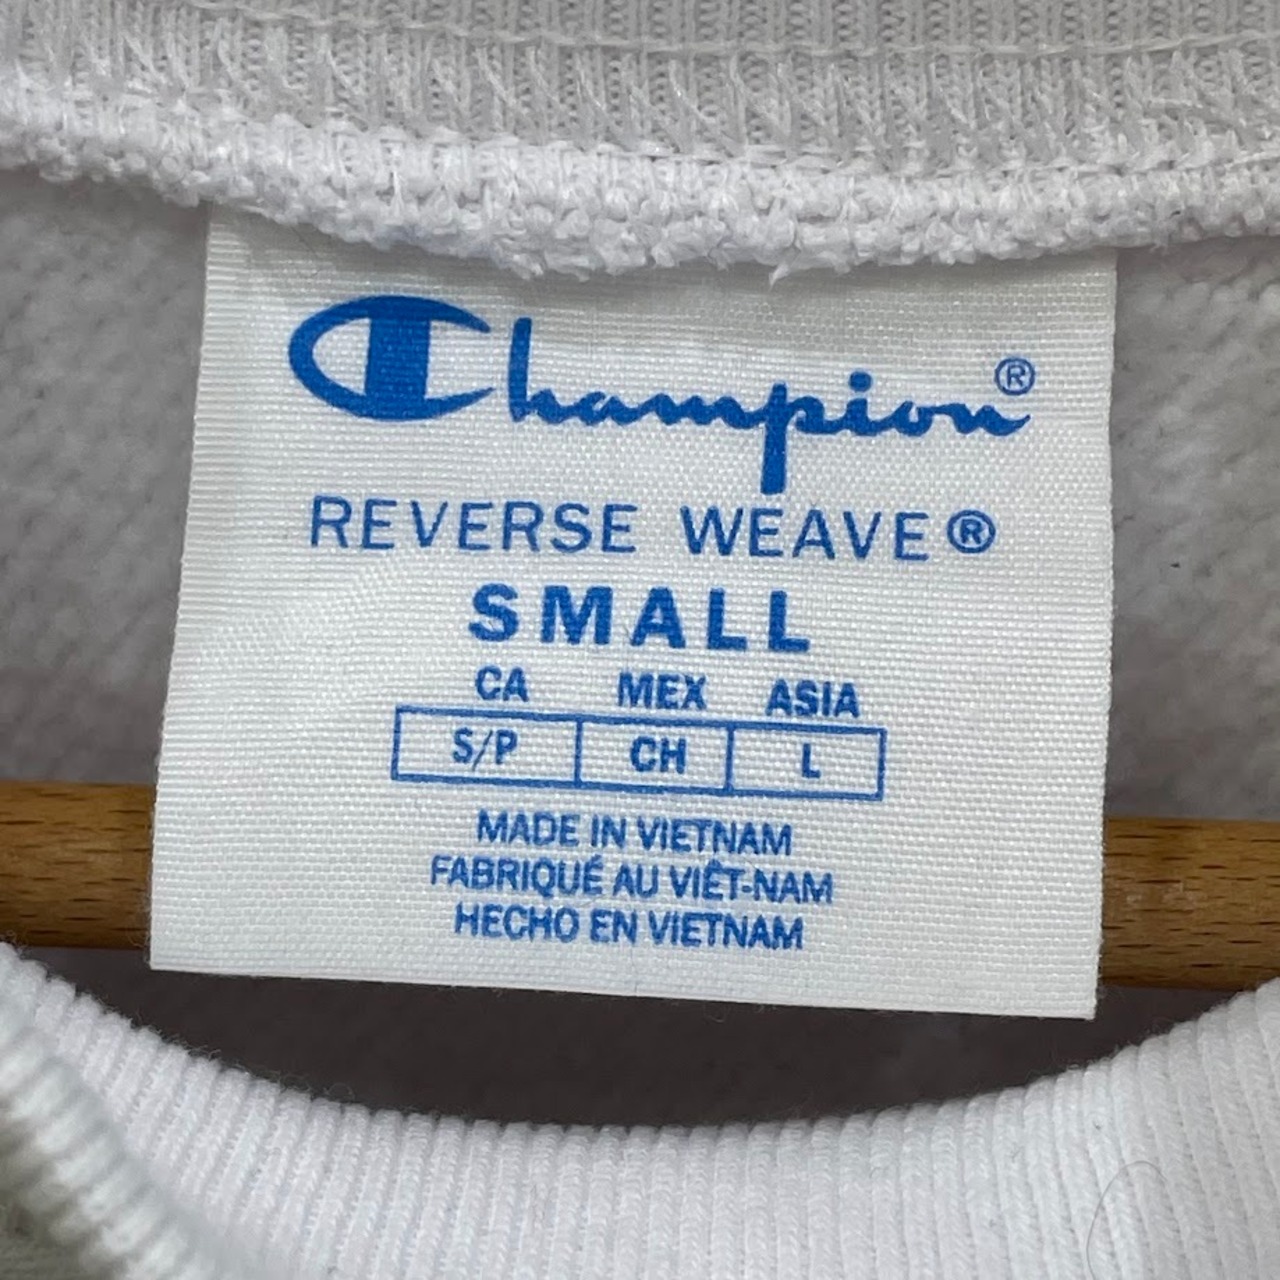 Champion®
REVERSE WEAVE®
SMALL
CA MEX ASIA
S/P CH L
MADE IN VIETNAM
FABRIQUÉ AU VIÊT-NAM
HECHO EN VIETNAM